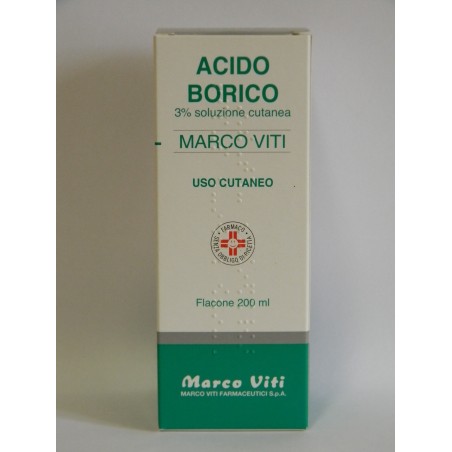 ACIDO
BORICO
3% soluzione cutanea
MARCO VITI
USO CUTANEO
FARMACO
SENZA OBBLIGO DI RICETTA
Flacone 200 ml
Marco Viti
MARCO VITI FARMACEUTICI S.p.A.